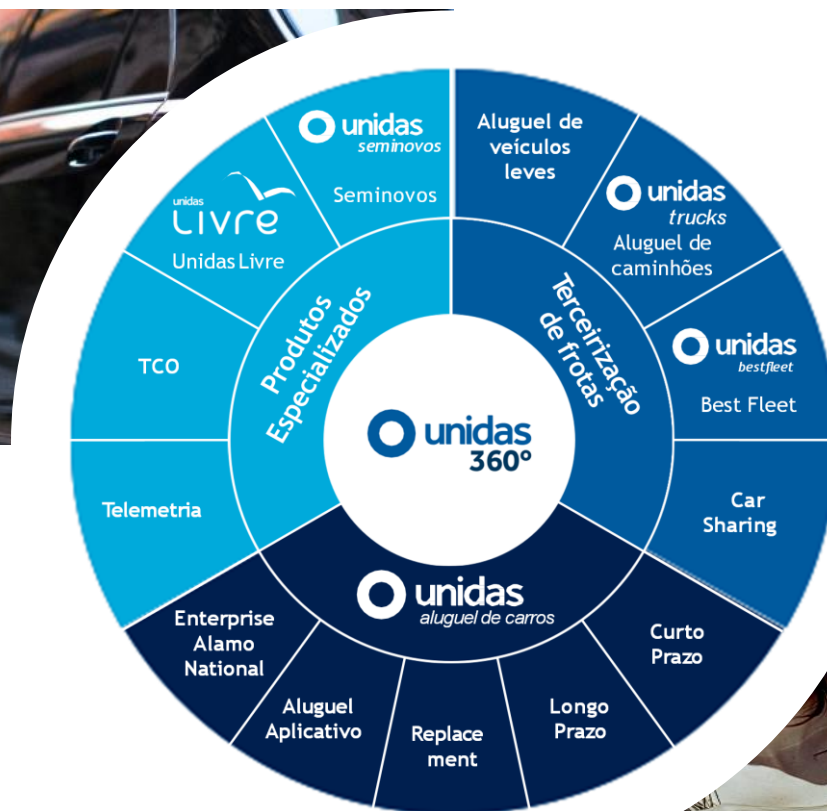 unidas
seminovos
Seminovos
Aluguel de
veículos
leves
unidas
LIVre
Unidas Livre
unidas
trucks
Aluguel de
caminhões
TCO
Produtos
Especializados
Terceirização
de frotas
unidas
bestfleet
Best Fleet
unidas
360º
Telemetria
Car
Sharing
unidas
aluguel de carros
Enterprise
Alamo
National
Aluguel
Aplicativo
Replace
ment
Longo
Prazo
Curto
Prazo